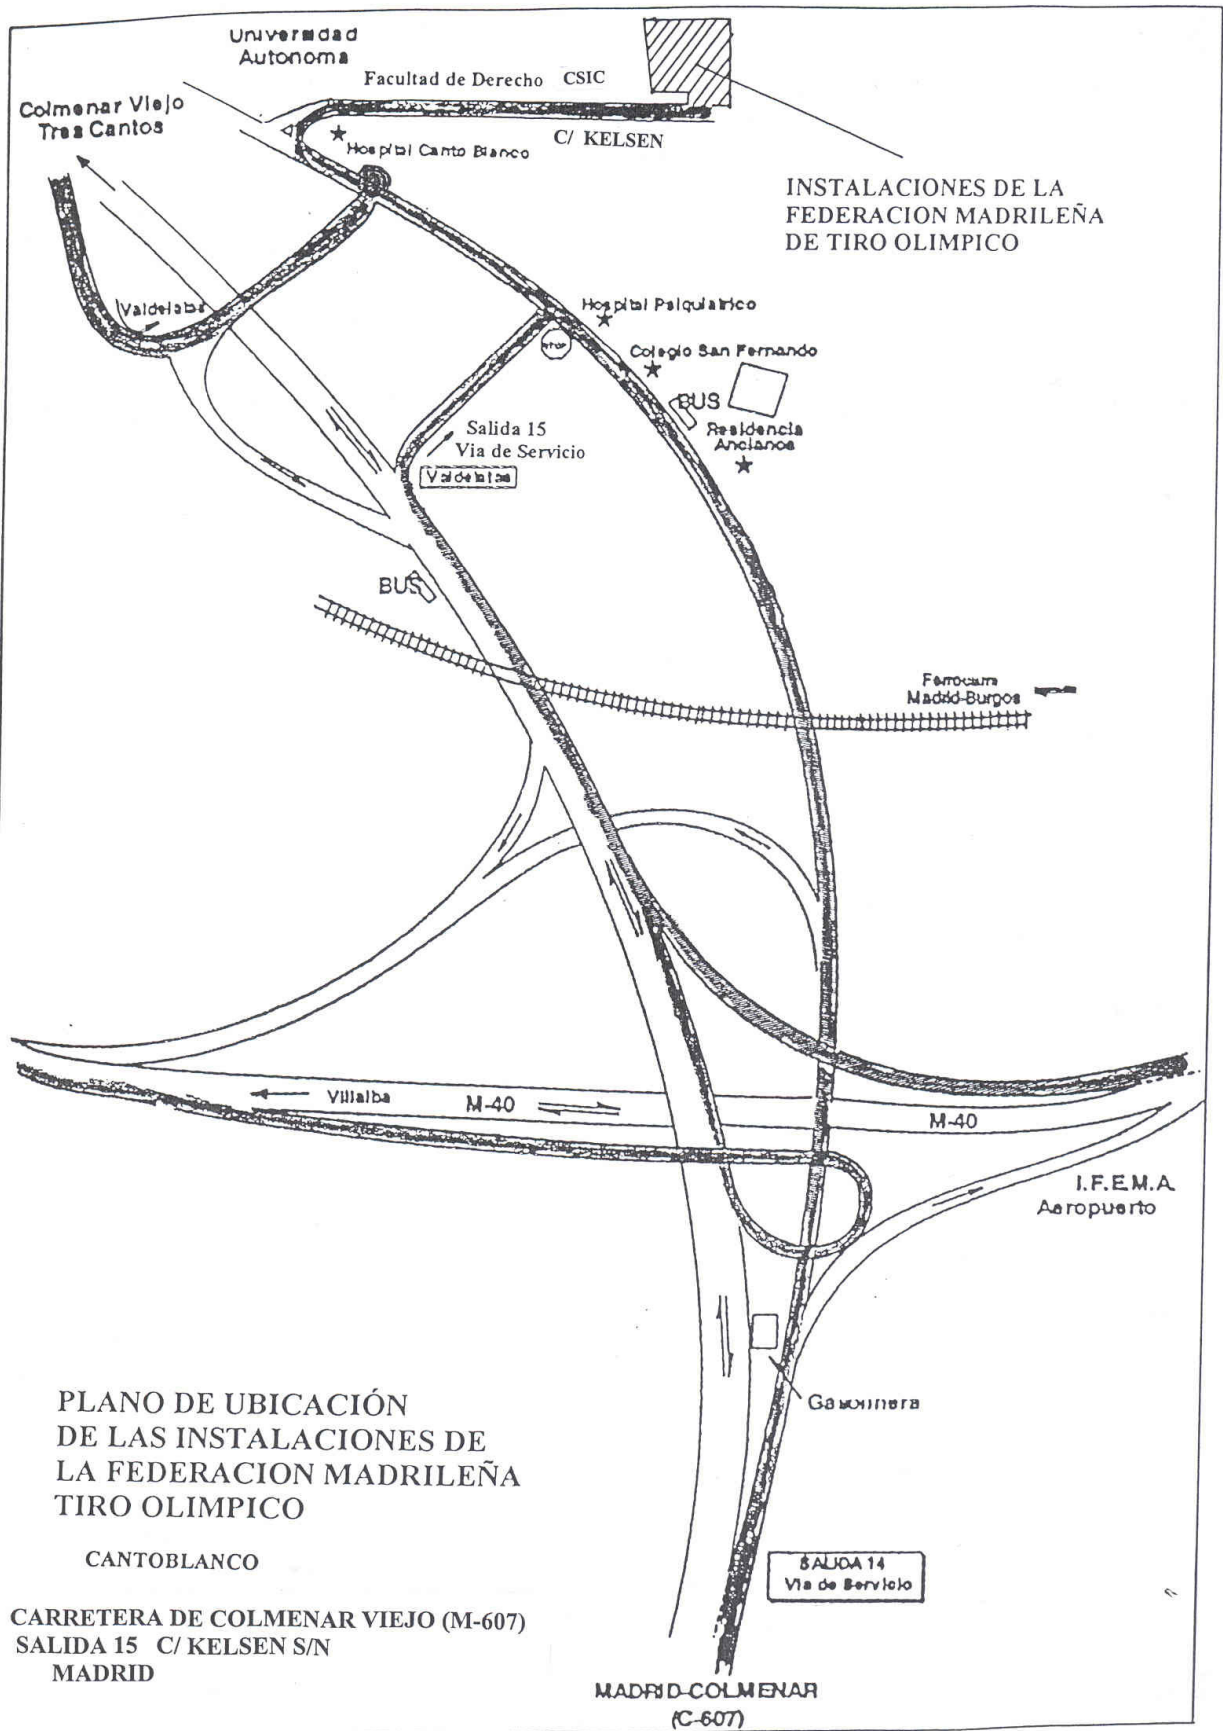 Universidad
Autonoma
Facultad de Derecho CSIC
Colmenar Viejo
Tres Cantos
C/ KELSEN
Hospital Canto Blanco
INSTALACIONES DE LA
FEDERACION MADRILEÑA
DE TIRO OLIMPICO
Valdelatas
Hospital Psiquiatrico
STOP
Colegio San Fernando
BUS
Residencia
Ancianos
Salida 15
Via de Servicio
Valdelatas
BUS
Ferrocarri
Madrid-Burgos
Villalba
M-40
M-40
I.F.E.M.A.
Aeropuerto
Gasolinera
PLANO DE UBICACIÓN
DE LAS INSTALACIONES DE
LA FEDERACION MADRILEÑA
TIRO OLIMPICO
CANTOBLANCO
SALIDA 14
Via de Servicio
CARRETERA DE COLMENAR VIEJO (M-607)
SALIDA 15 C/ KELSEN S/N
MADRID
MADRID-COLMENAR
(C-607)